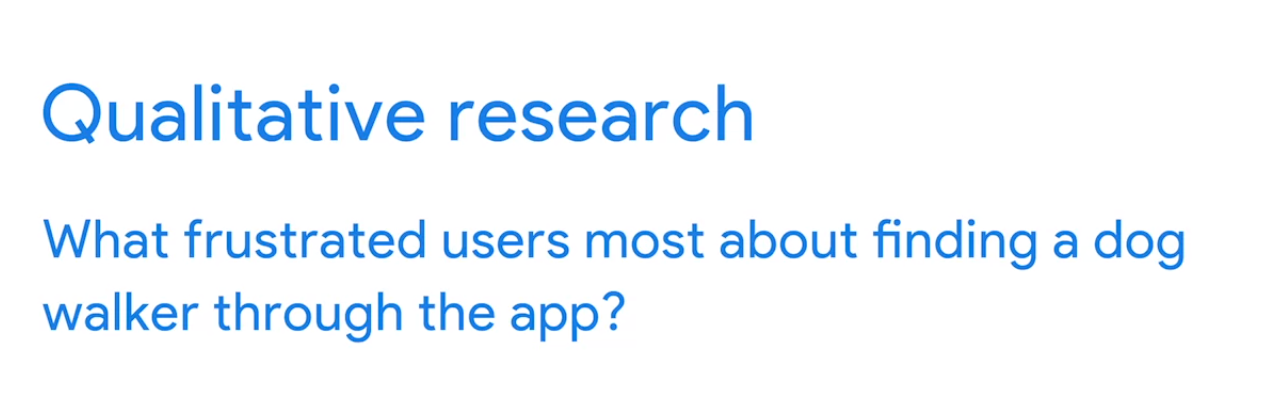 Qualitative research
What frustrated users most about finding a dog
walker through the app?